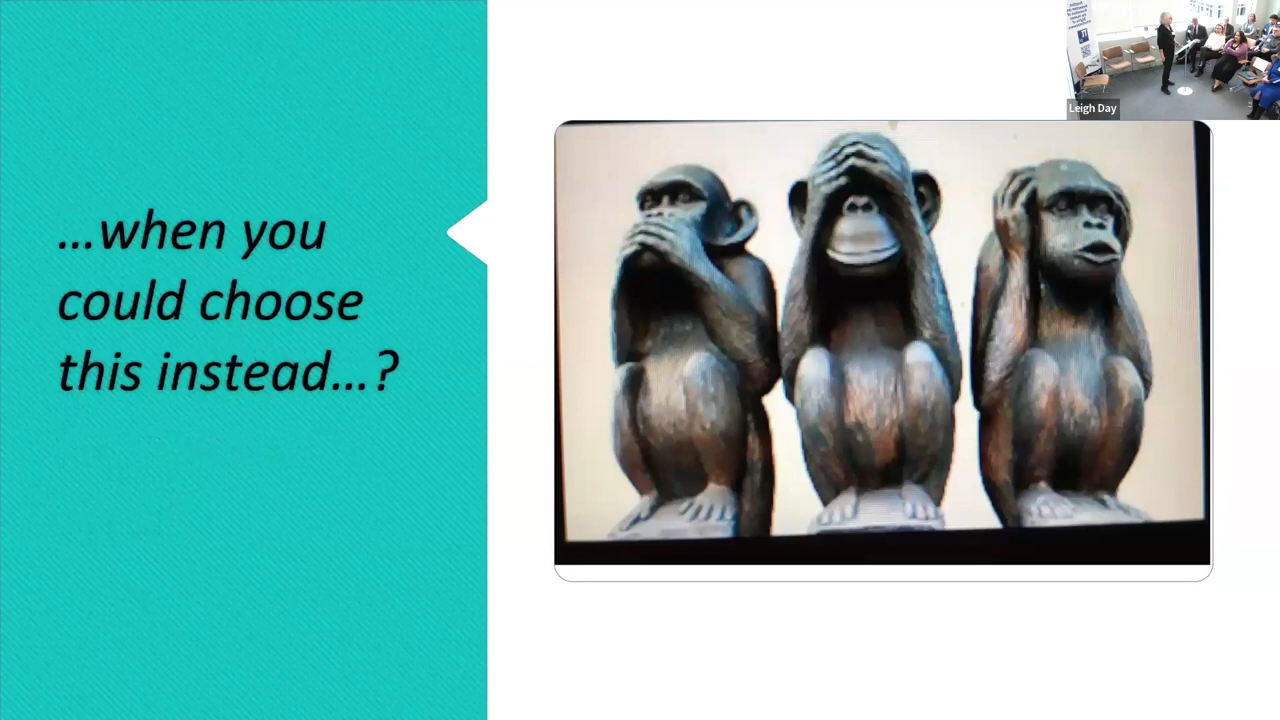 …when you
could choose
this instead…?
Leigh Day